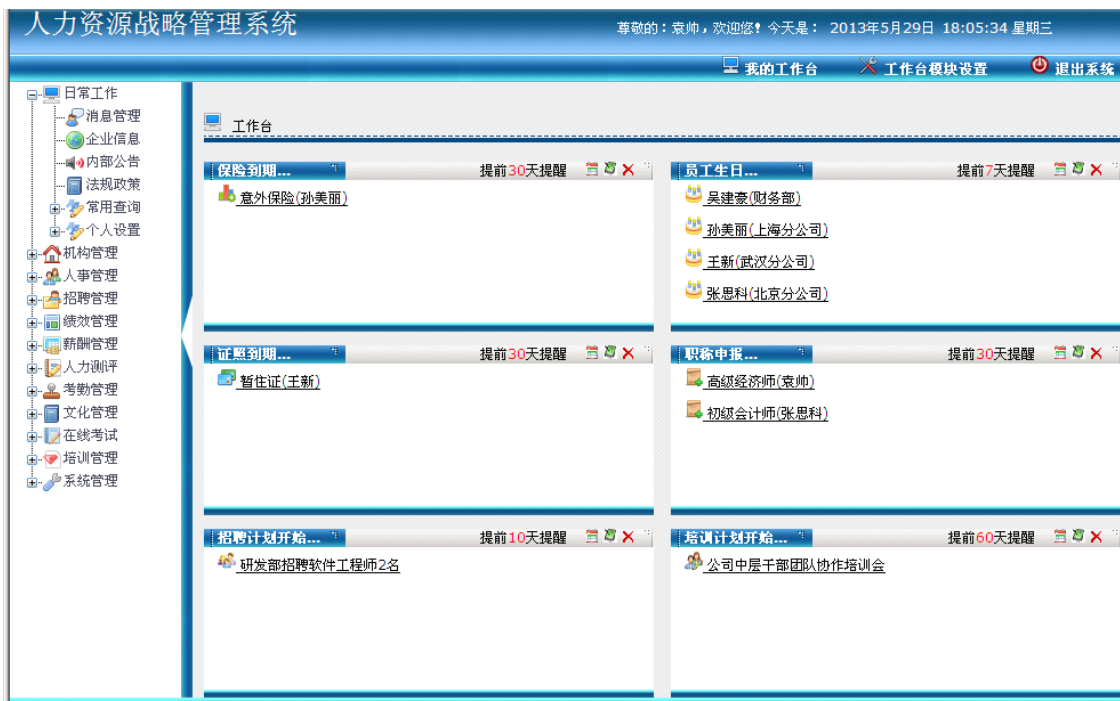 人力资源战略管理系统
尊敬的：袁帅，欢迎您! 今天是： 2013年5月29日 18:05:34 星期三
我的工作台 工作台模块设置 退出系统
日常工作
消息管理
企业信息
内部公告
法规政策
常用查询
个人设置
机构管理
人事管理
招聘管理
绩效管理
薪酬管理
人力测评
考勤管理
文化管理
在线考试
培训管理
系统管理
工作台
保险到期... 提前30天提醒
意外保险(孙美丽)
员工生日... 提前7天提醒
吴建豪(财务部)
孙美丽(上海分公司)
王新(武汉分公司)
张思科(北京分公司)
证照到期... 提前30天提醒
暂住证(王新)
职称申报... 提前30天提醒
高级经济师(袁帅)
初级会计师(张思科)
招聘计划开始... 提前10天提醒
研发部招聘软件工程师2名
培训计划开始... 提前60天提醒
公司中层干部团队协作培训会